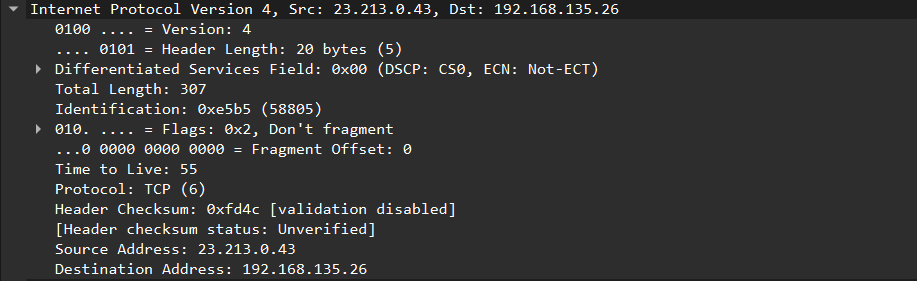 Internet Protocol Version 4, Src: 23.213.0.43, Dst: 192.168.135.26
0100 .... = Version: 4
.... 0101 = Header Length: 20 bytes (5)
Differentiated Services Field: 0x00 (DSCP: CS0, ECN: Not-ECT)
Total Length: 307
Identification: 0xe5b5 (58805)
010. .... = Flags: 0x2, Don't fragment
...0 0000 0000 0000 = Fragment Offset: 0
Time to Live: 55
Protocol: TCP (6)
Header Checksum: 0xfd4c [validation disabled]
[Header checksum status: Unverified]
Source Address: 23.213.0.43
Destination Address: 192.168.135.26